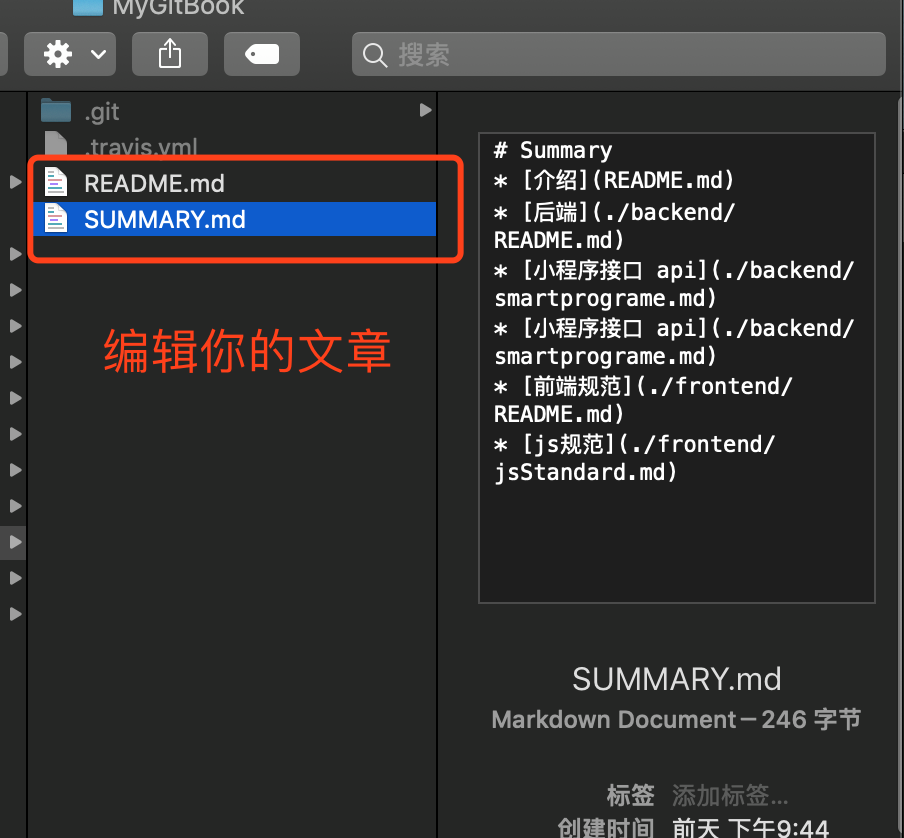 MyGitBook
搜索
.git
.travis.yml
README.md
SUMMARY.md
编辑你的文章
# Summary
* [介绍](README.md)
* [后端](./backend/
README.md)
* [小程序接口 api](./backend/
smartprograme.md)
* [小程序接口 api](./backend/
smartprograme.md)
* [前端规范](./frontend/
README.md)
* [js规范](./frontend/
jsStandard.md)
SUMMARY.md
Markdown Document — 246 字节
标签 添加标签...
创建时间 前天 下午9:44